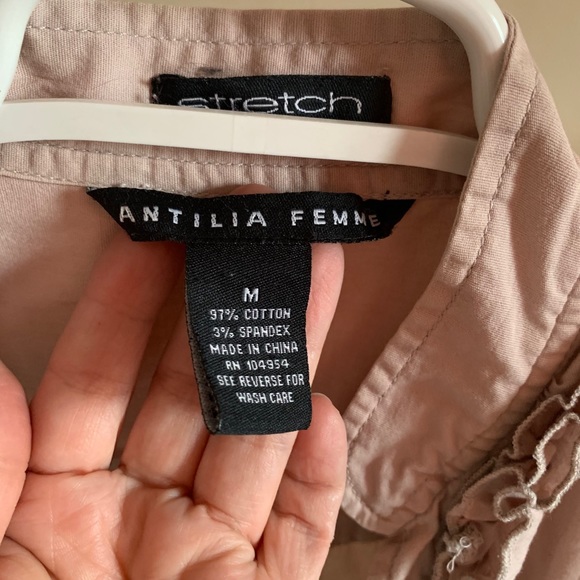 stretch
ANTILIA FEMME
M
97% COTTON
3% SPANDEX
MADE IN CHINA
RN 104954
SEE REVERSE FOR
WASH CARE